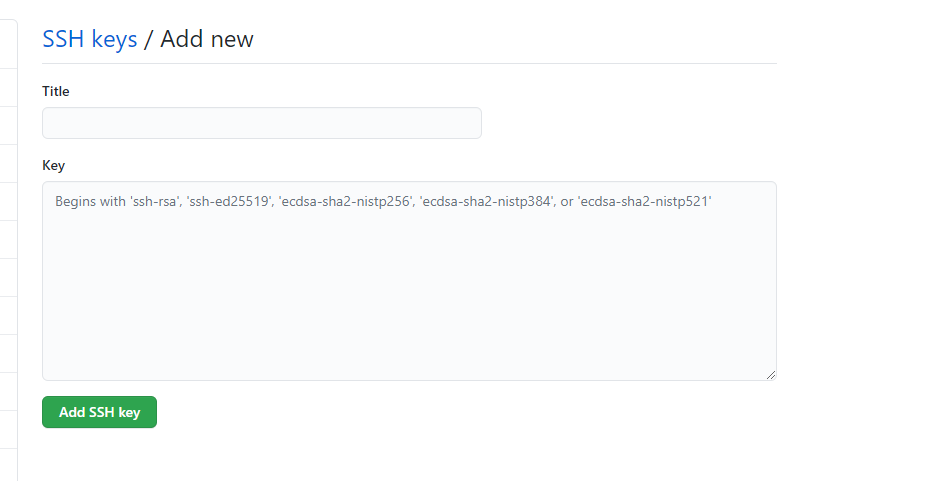 SSH keys / Add new
Title
Key
Begins with 'ssh-rsa', 'ssh-ed25519', 'ecdsa-sha2-nistp256', 'ecdsa-sha2-nistp384', or 'ecdsa-sha2-nistp521'
Add SSH key